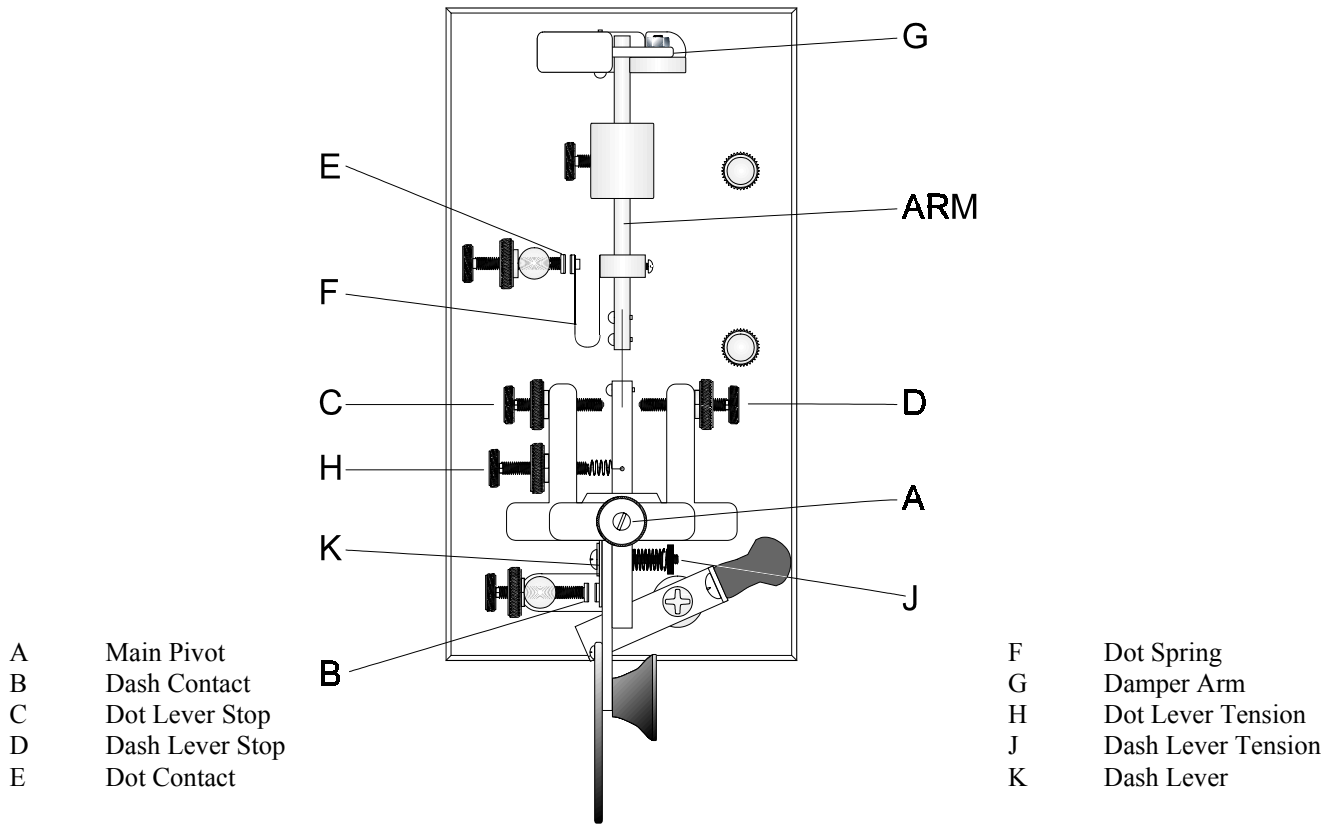 G
E
ARM
F
C
D
H
A
K
J
B
A Main Pivot
B Dash Contact
C Dot Lever Stop
D Dash Lever Stop
E Dot Contact
F Dot Spring
G Damper Arm
H Dot Lever Tension
J Dash Lever Tension
K Dash Lever